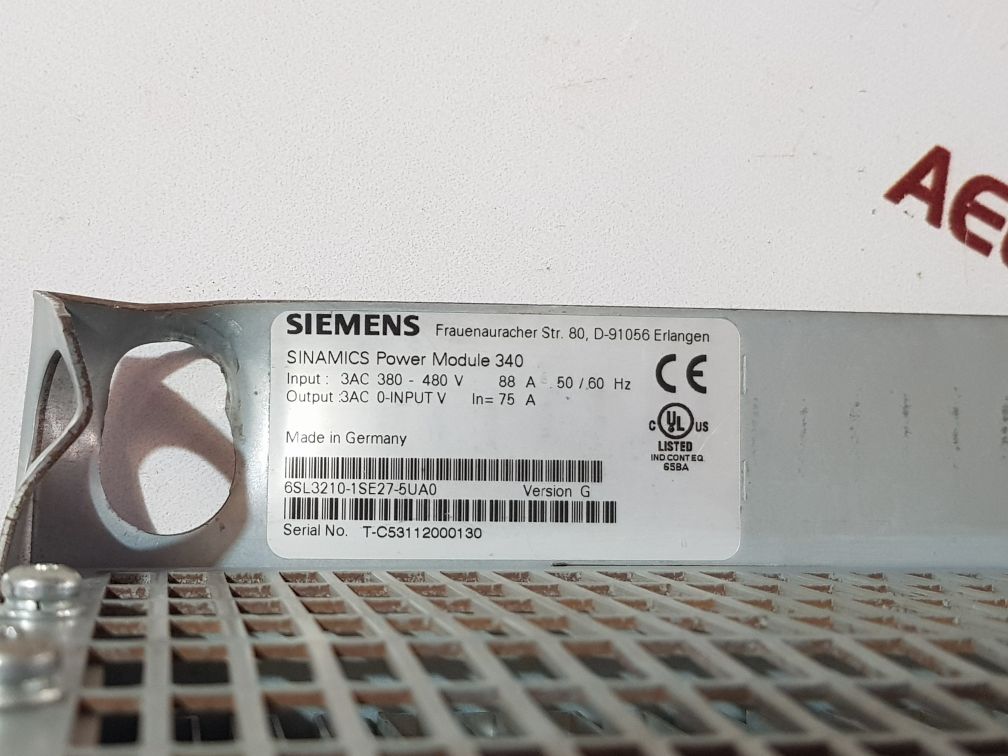 AE
SIEMENS Frauenauracher Str. 80, D-91056 Erlangen
SINAMICS Power Module 340
Input : 3AC 380 - 480 V 88 A 50 /.60 Hz
Output :3AC 0-INPUT V In= 75 A
CE
C UL US
LISTED
IND CONT EQ
65BA
Made in Germany
6SL3210-1SE27-5UA0 Version G
Serial No. T-C53112000130